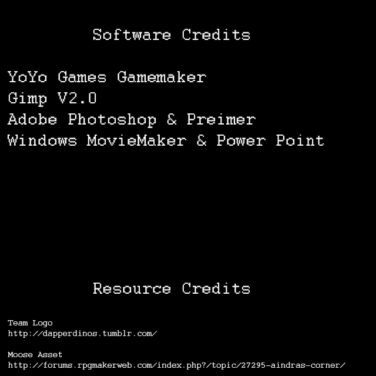 Software Credits
YoYo Games Gamemaker
Gimp V2.0
Adobe Photoshop & Preimer
Windows MovieMaker & Power Point
Resource Credits
Team Logo
http://dapperdinos.tumblr.com/
Moose Asset
http://forums.rpgmakerweb.com/index.php?/topic/27295-aindras-corner/